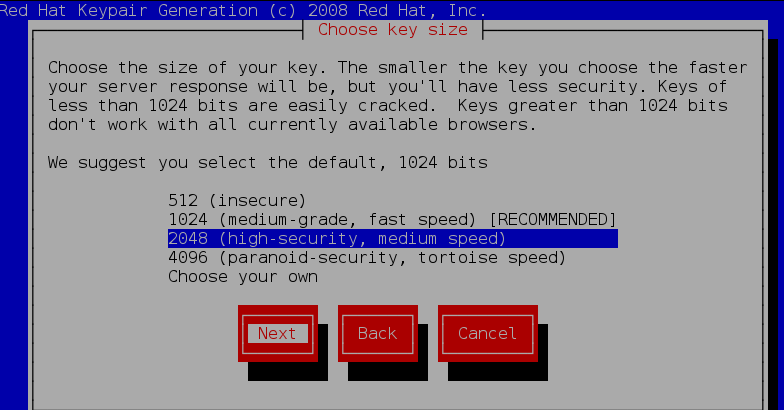 Red Hat Keypair Generation (c) 2008 Red Hat, Inc.
Choose key size
Choose the size of your key. The smaller the key you choose the faster
your server response will be, but you'll have less security. Keys of
less than 1024 bits are easily cracked.  Keys greater than 1024 bits
don't work with all currently available browsers.
We suggest you select the default, 1024 bits
512 (insecure)
1024 (medium-grade, fast speed) [RECOMMENDED]
2048 (high-security, medium speed)
4096 (paranoid-security, tortoise speed)
Choose your own
Next Back Cancel